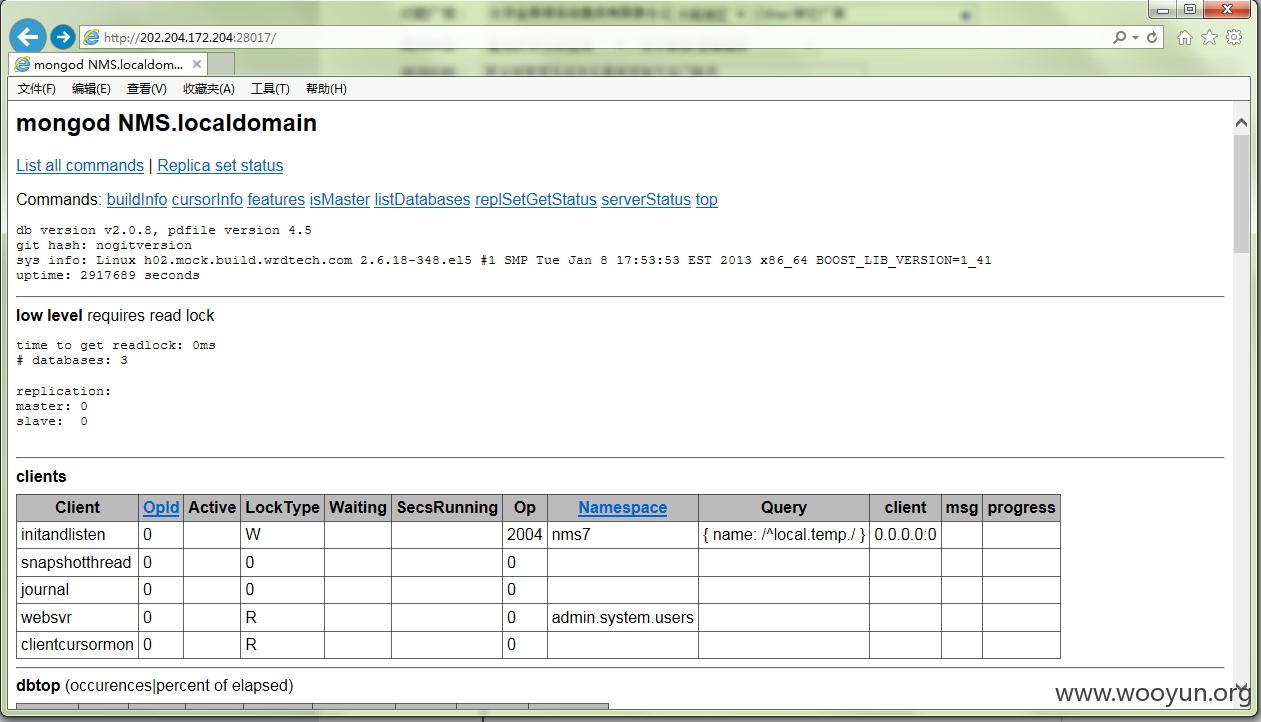 http://202.204.172.204:28017/
mongod NMS.localdom...
文件(F) 编辑(E) 查看(V) 收藏夹(A) 工具(T) 帮助(H)
mongod NMS.localdomain
List all commands | Replica set status
Commands: buildInfo cursorInfo features isMaster listDatabases replSetGetStatus serverStatus top
db version v2.0.8, pdfile version 4.5
git hash: nogitversion
sys info: Linux h02.mock.build.wrdtech.com 2.6.18-348.el5 #1 SMP Tue Jan 8 17:53:53 EST 2013 x86_64 BOOST_LIB_VERSION=1_41
uptime: 2917689 seconds
low level requires read lock
time to get readlock: 0ms
# databases: 3
replication:
master: 0
slave: 0
clients
Client OpId Active LockType Waiting SecsRunning Op Namespace Query client msg progress
initandlisten 0 W 2004 nms7 { name: /^local.temp./ } 0.0.0.0:0
snapshotthread 0 0 0
journal 0 0 0
websvr 0 R 0 admin.system.users
clientcursormon 0 R 0
dbtop (occurences|percent of elapsed)
www.wooyun.org